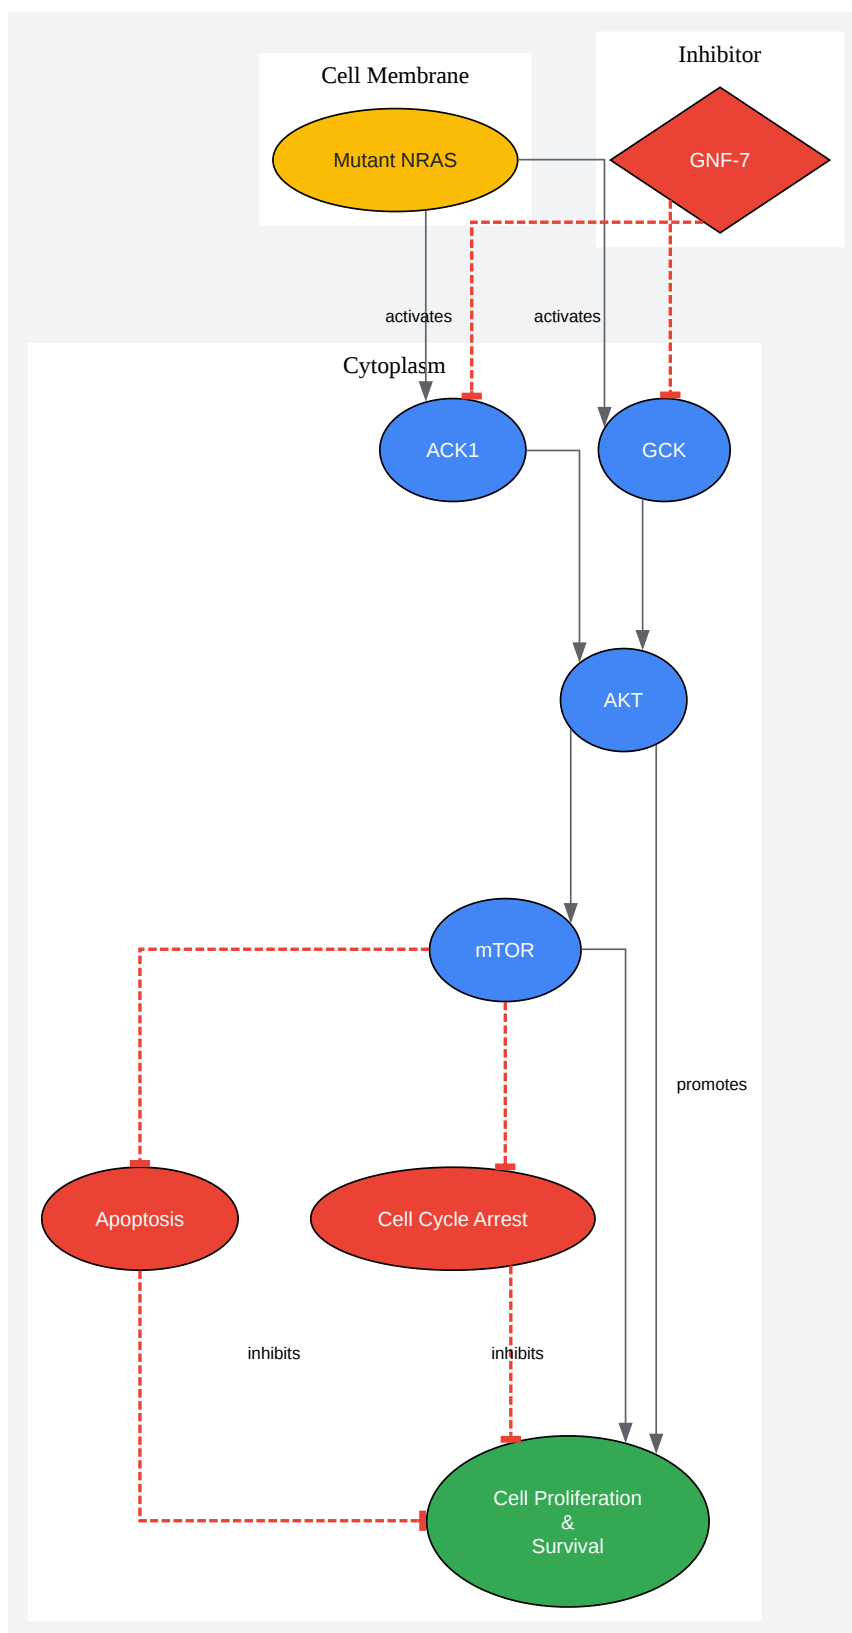 Inhibitor
Cell Membrane
Mutant NRAS
GNF-7
activates
activates
Cytoplasm
ACK1
GCK
AKT
mTOR
promotes
Apoptosis
Cell Cycle Arrest
inhibits
inhibits
Cell Proliferation
&
Survival